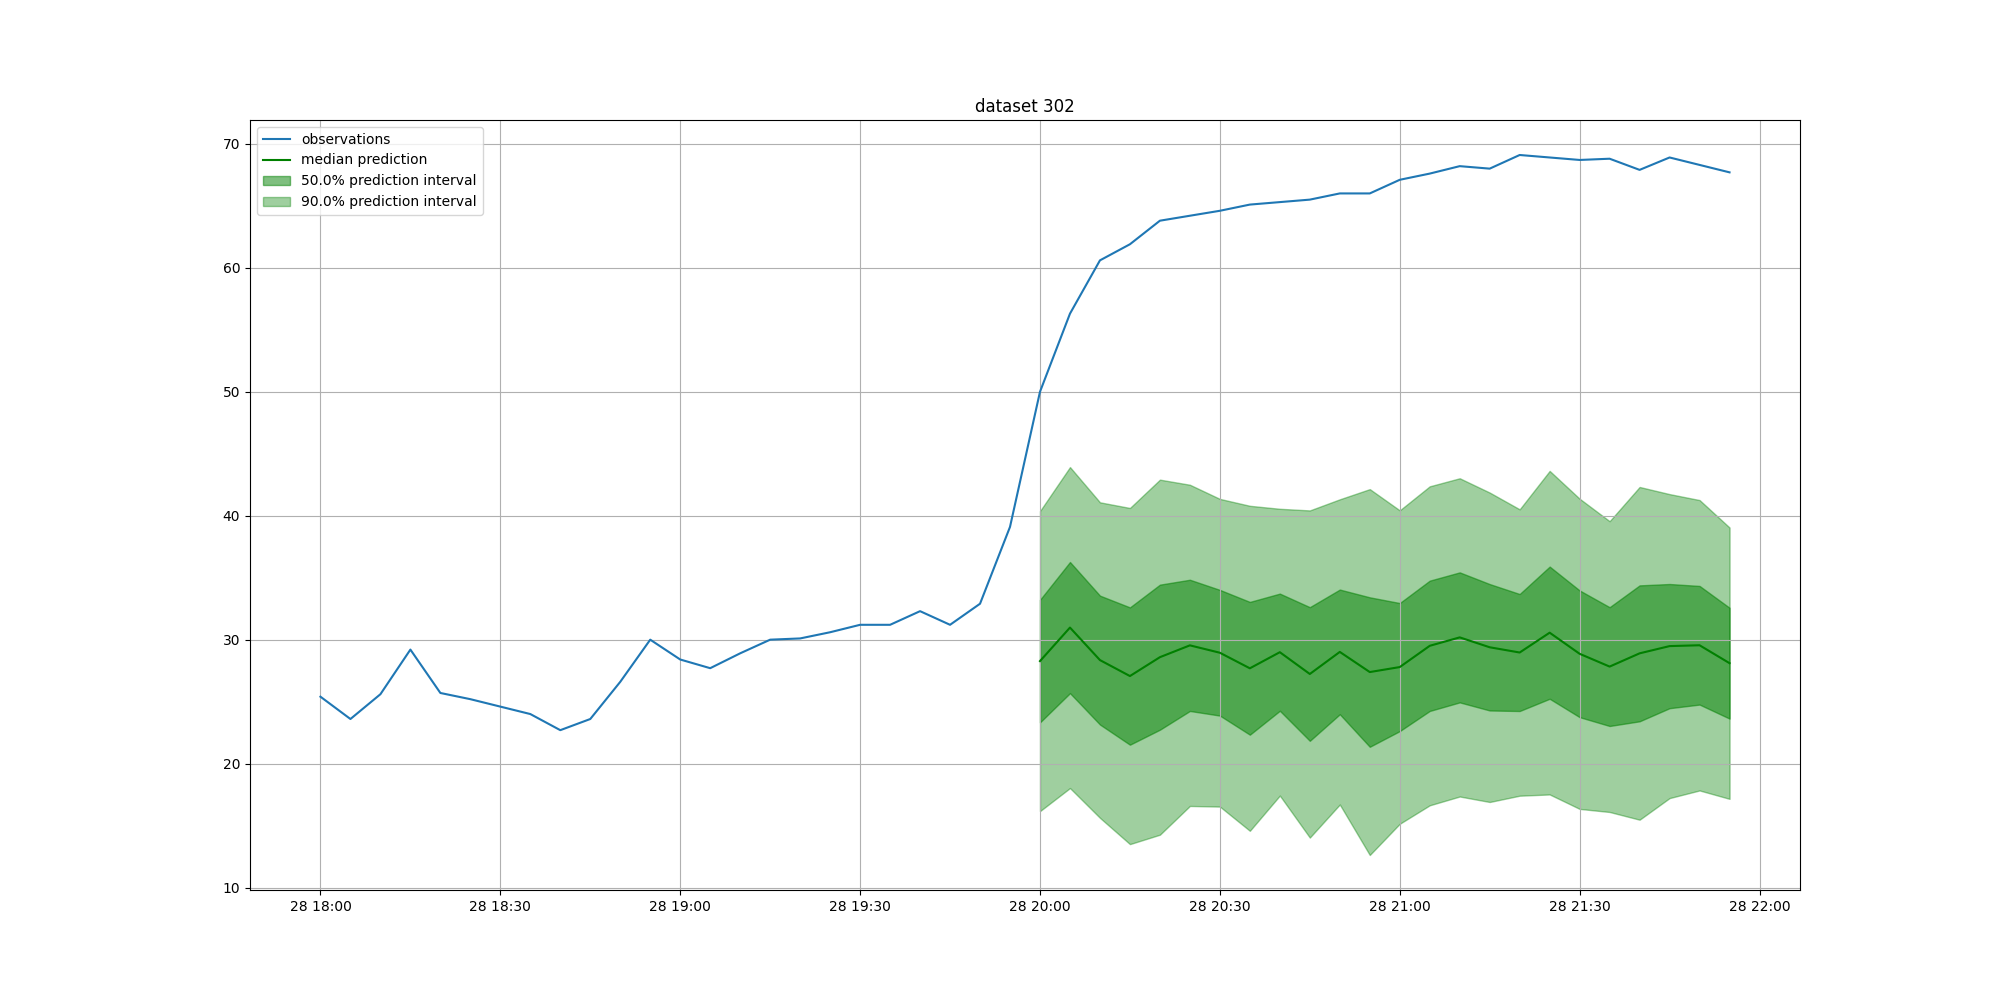 dataset 302
observations
median prediction
50.0% prediction interval
90.0% prediction interval
70
60
50
40
30
20
10
28 18:00 28 18:30 28 19:00 28 19:30 28 20:00 28 20:30 28 21:00 28 21:30 28 22:00